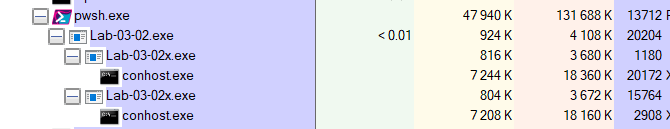 pwsh.exe 47 940 K 131 688 K 13712 P
Lab-03-02.exe < 0.01 924 K 4 108 K 20204
Lab-03-02x.exe 816 K 3 680 K 1180
conhost.exe 7 244 K 18 360 K 20172 X
Lab-03-02x.exe 804 K 3 672 K 15764
conhost.exe 7 208 K 18 160 K 2908 X